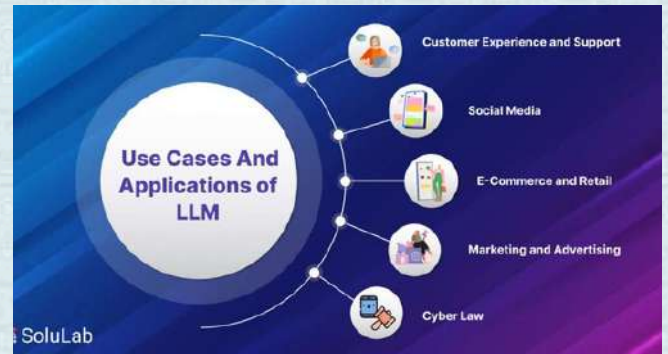 Use Cases And
Applications of
LLM
Customer Experience and Support
Social Media
E-Commerce and Retail
Marketing and Advertising
Cyber Law
SoluLab